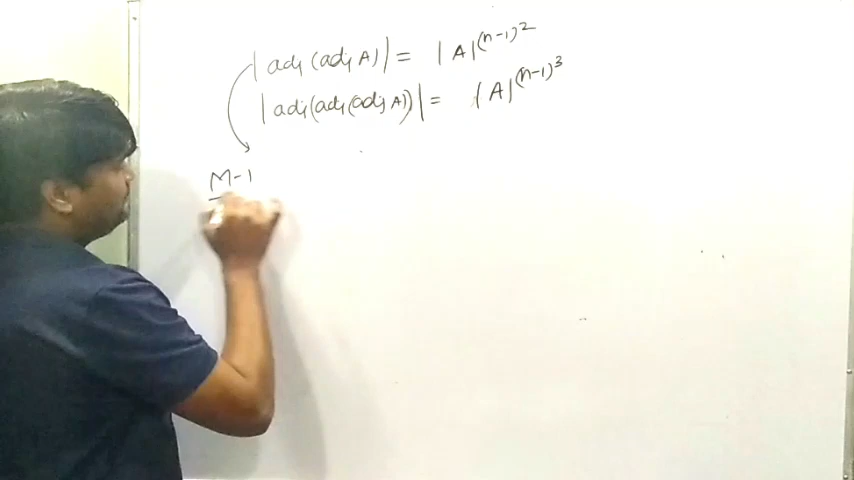 |adj (adj A)| = |A|^(n-1)^2
|adj(adj(adj A))| = |A|^(n-1)^3
M-1